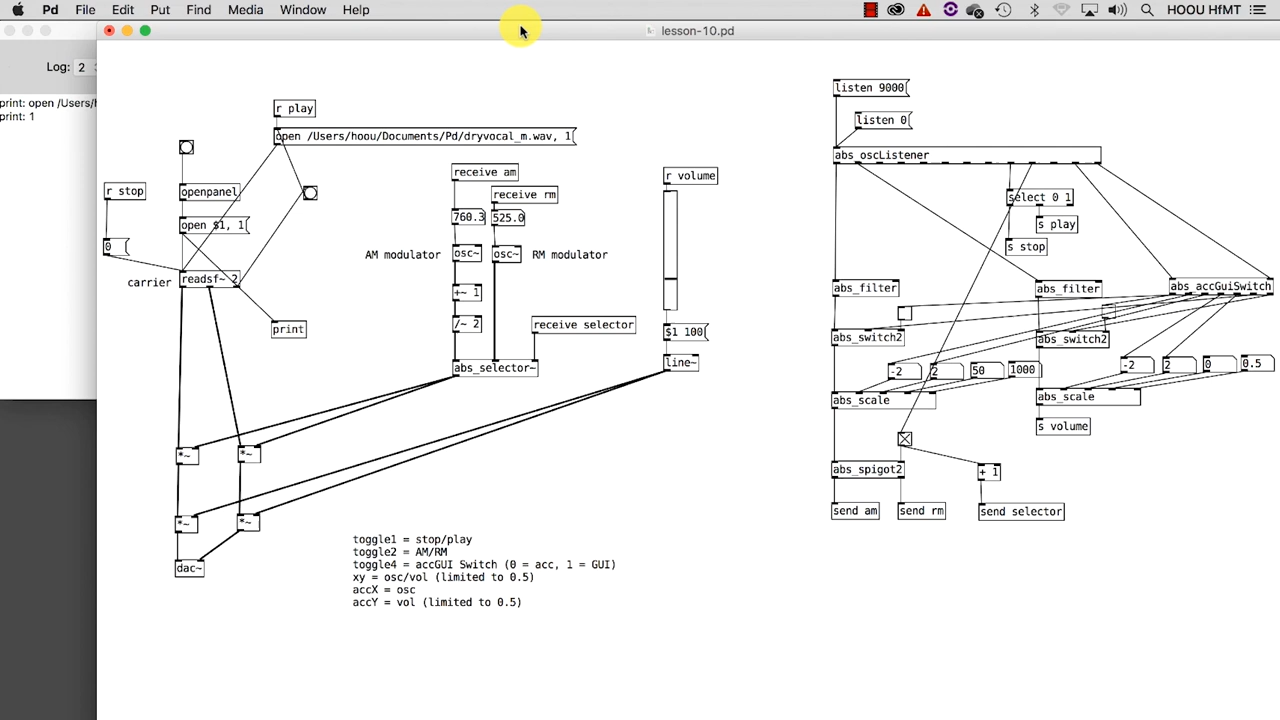 Pd File Edit Put Find Media Window Help HOOU HfMT
lesson-10.pd
Log: 2
print: open /Users/h
print: 1
r play
open /Users/hoou/Documents/Pd/dryvocal_m.wav, 1
r stop
openpanel
open $1, 1
0
readsf~ 2
carrier
print
receive am
receive rm
760.3
525.0
AM modulator
osc~
osc~
RM modulator
+~ 1
/~ 2
receive selector
abs_selector~
r volume
$1 100
line~
*~
*~
*~
*~
dac~
toggle1 = stop/play
toggle2 = AM/RM
toggle4 = accGUI Switch (0 = acc, 1 = GUI)
xy = osc/vol (limited to 0.5)
accX = osc
accY = vol (limited to 0.5)
listen 9000
listen 0
abs_oscListener
select 0 1
s play
s stop
abs_filter
abs_filter
abs_accGuiSwitch
abs_switch2
abs_switch2
-2
2
50
1000
-2
2
0
0.5
abs_scale
abs_scale
s volume
abs_spigot2
+ 1
send am
send rm
send selector